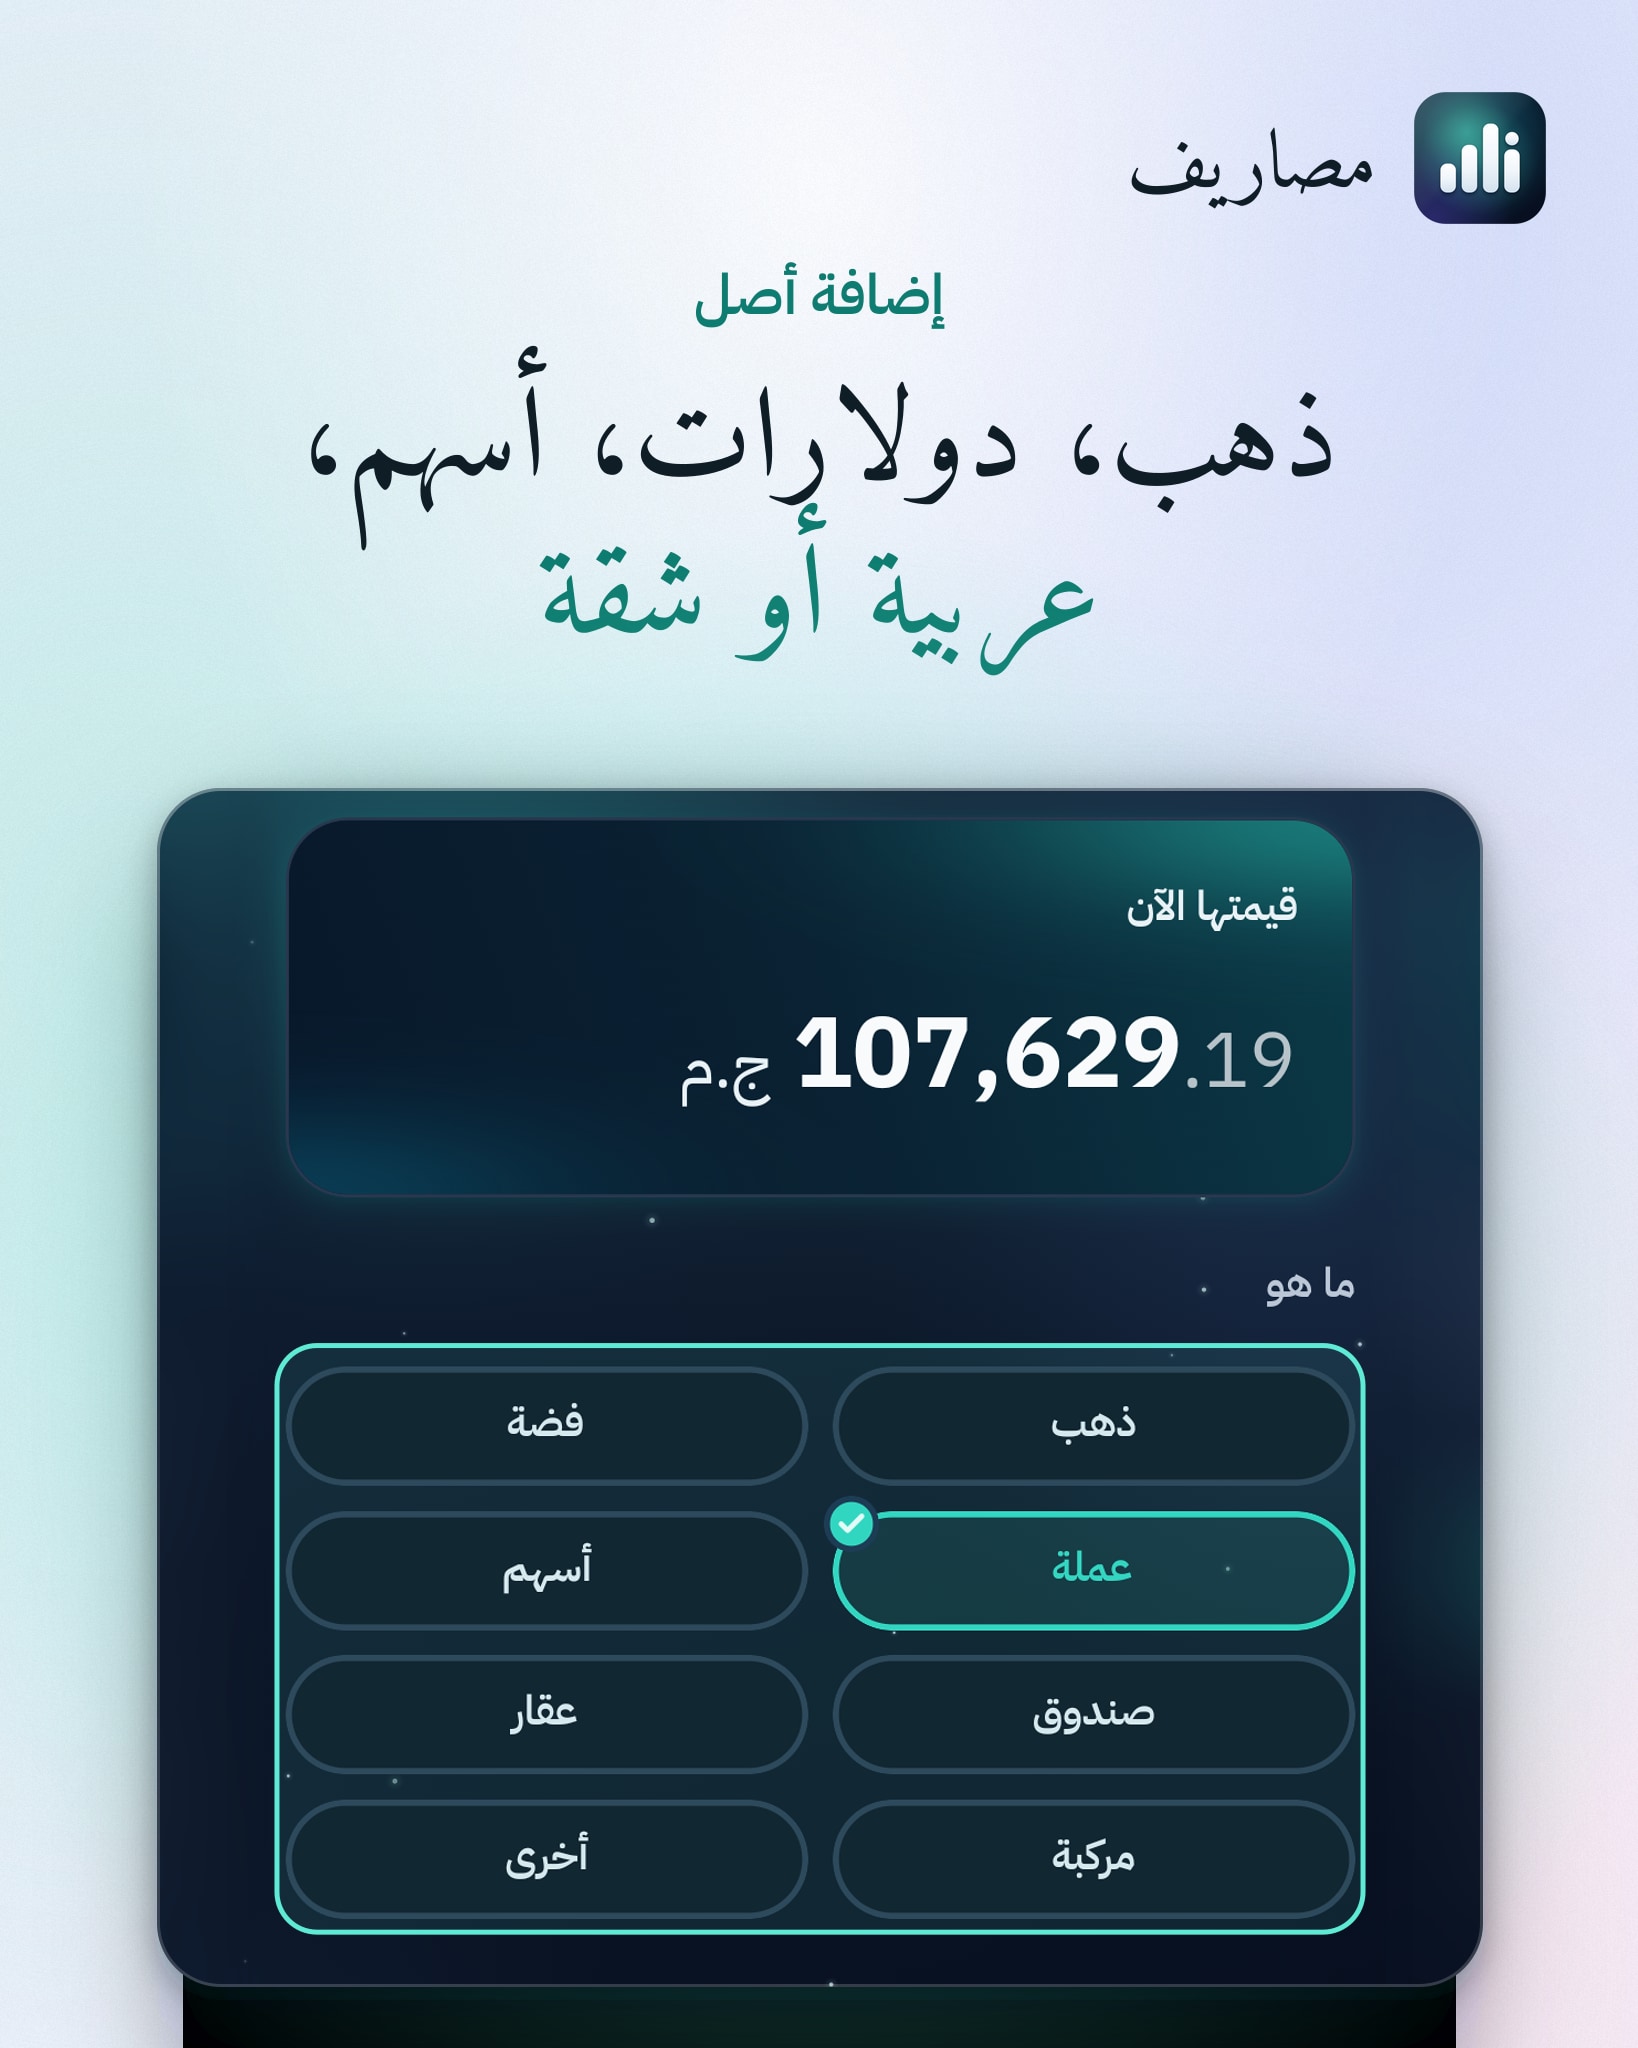 مصاريف
إضافة أصل
ذهب، دولارات، أسهم،
عربية أو شقة
قيمتها الآن
107,629.19 ج.م
ما هو
ذهب
فضة
عملة
أسهم
صندوق
عقار
مركبة
أخرى